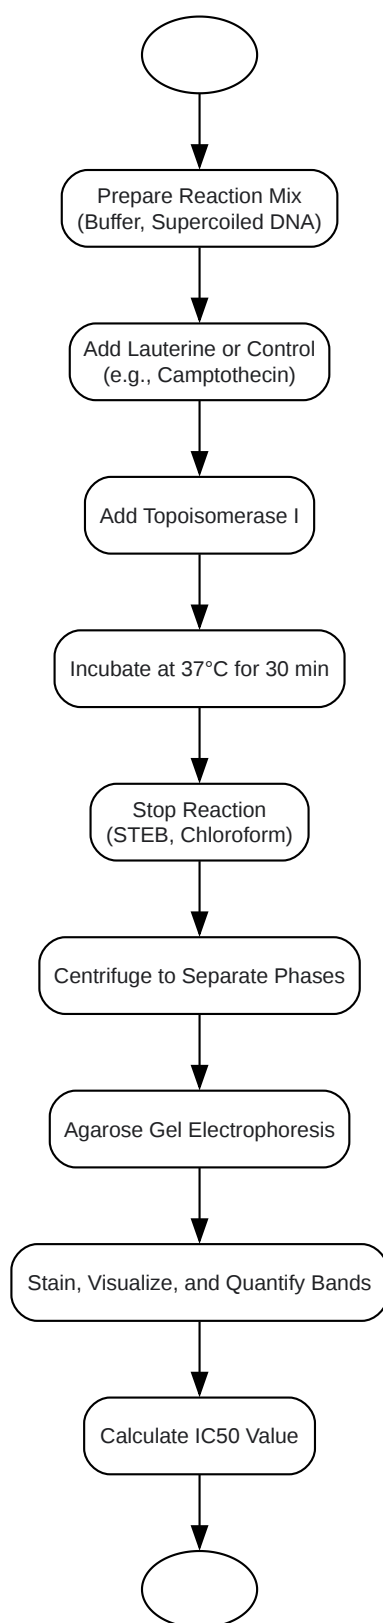 Prepare Reaction Mix
(Buffer, Supercoiled DNA)
Add Lauterine or Control
(e.g., Camptothecin)
Add Topoisomerase I
Incubate at 37°C for 30 min
Stop Reaction
(STEB, Chloroform)
Centrifuge to Separate Phases
Agarose Gel Electrophoresis
Stain, Visualize, and Quantify Bands
Calculate IC50 Value